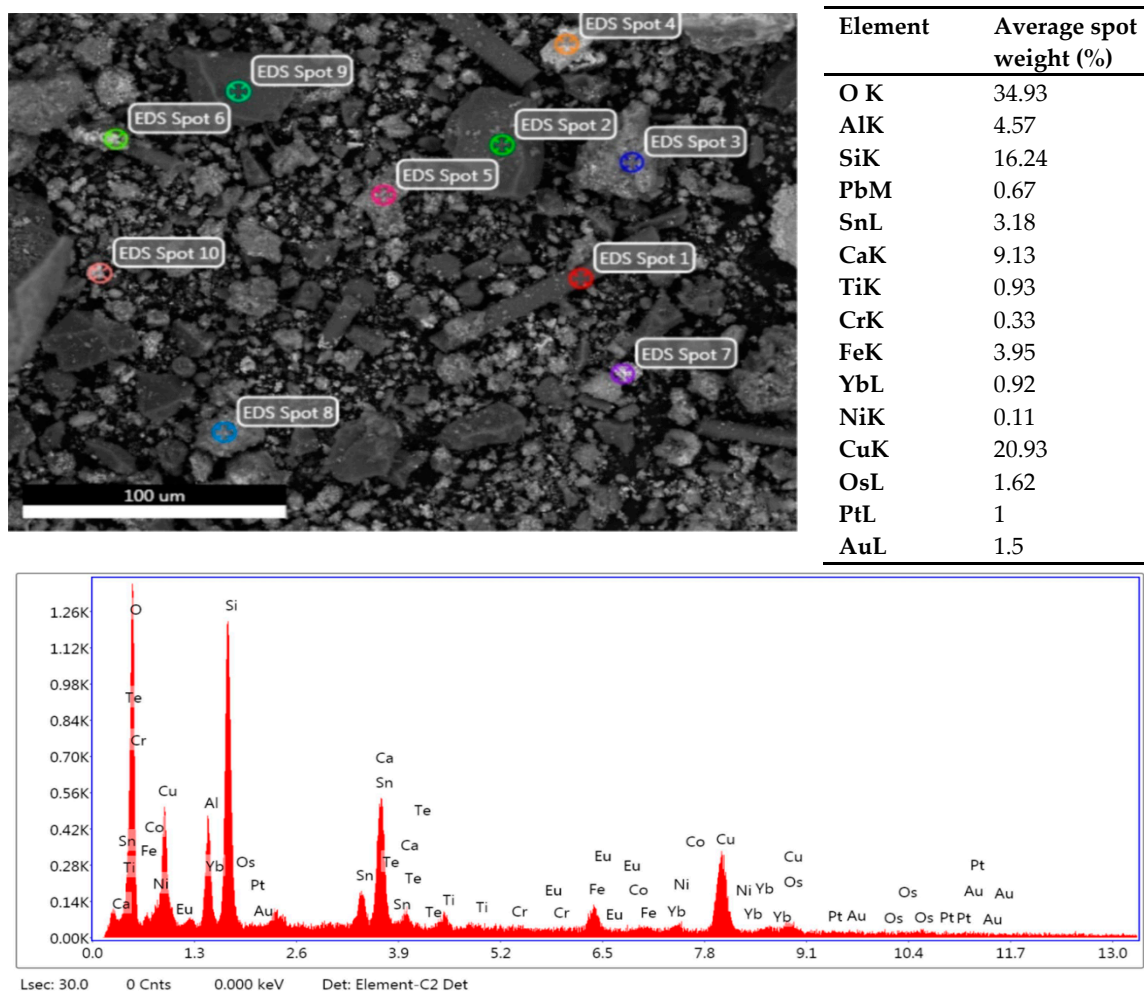 EDS Spot 4
EDS Spot 9
EDS Spot 6
EDS Spot 2
EDS Spot 3
EDS Spot 5
EDS Spot 10
EDS Spot 1
EDS Spot 7
EDS Spot 8
100 um
Element Average spot
weight (%)
O K 34.93
AlK 4.57
SiK 16.24
PbM 0.67
SnL 3.18
CaK 9.13
TiK 0.93
CrK 0.33
FeK 3.95
YbL 0.92
NiK 0.11
CuK 20.93
OsL 1.62
PtL 1
AuL 1.5
1.26K
1.12K
0.98K
0.84K
0.70K
0.56K
0.42K
0.28K
0.14K
0.00K
O
Si
Te
Cr
Ca
Sn
Cu
Te
Al
Co
Sn
Fe
Ti
Ni
Ca
Eu
Yb
Os
Pt
Au
Sn
Te
Ca
Te
Sn
Te
Ti
Ti
Cr
Eu
Cr
Eu
Fe
Eu
Eu
Co
Fe
Ni
Yb
Co
Cu
Ni
Yb
Yb
Yb
Cu
Os
Pt
Au
Os
Os
Os
Pt
Pt
Pt
Au
Au
Au
0.0 1.3 2.6 3.9 5.2 6.5 7.8 9.1 10.4 11.7 13.0
Lsec: 30.0 0 Cnts 0.000 keV Det: Element-C2 Det